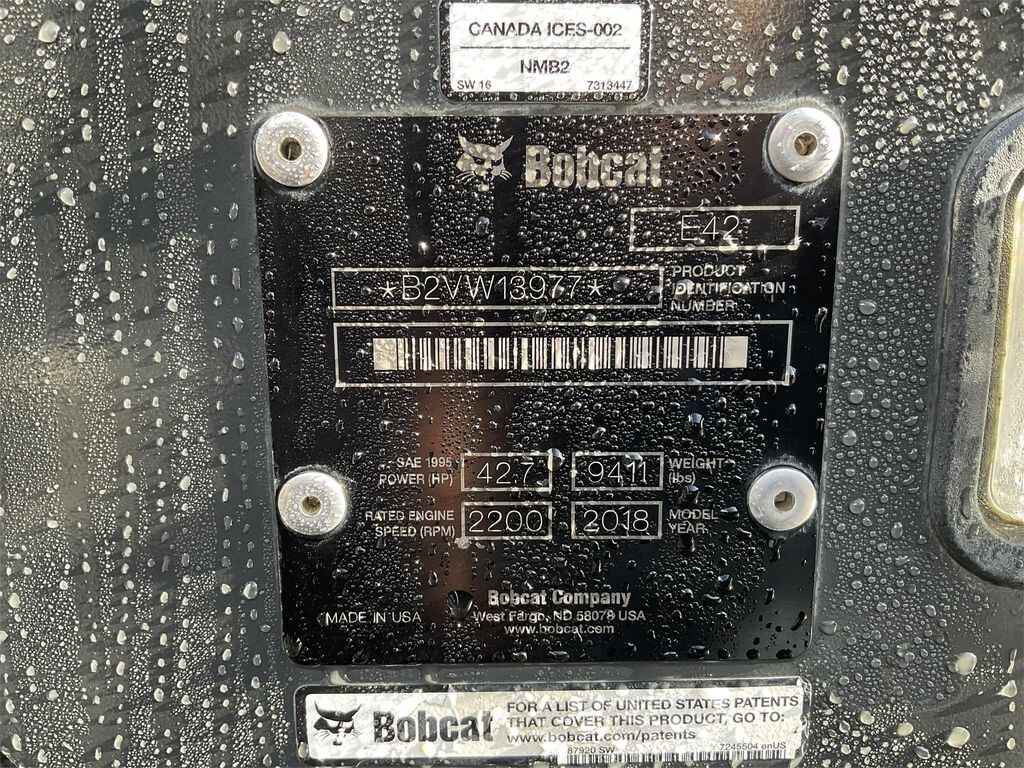 CANADA ICES-002
NMB2
SW 16 7313447
Bobcat
E42
*B2VW13977*
PRODUCT
IDENTIFICATION
NUMBER
SAE 1995
POWER (HP)
42.7
9411
WEIGHT
(lbs)
RATED ENGINE
SPEED (RPM)
2200
2018
MODEL
YEAR
MADE IN USA
Bobcat Company
West Fargo, ND 58078 USA
www.bobcat.com
Bobcat
FOR A LIST OF UNITED STATES PATENTS
THAT COVER THIS PRODUCT, GO TO:
www.bobcat.com/patents
87920 SW 7245504 enUS